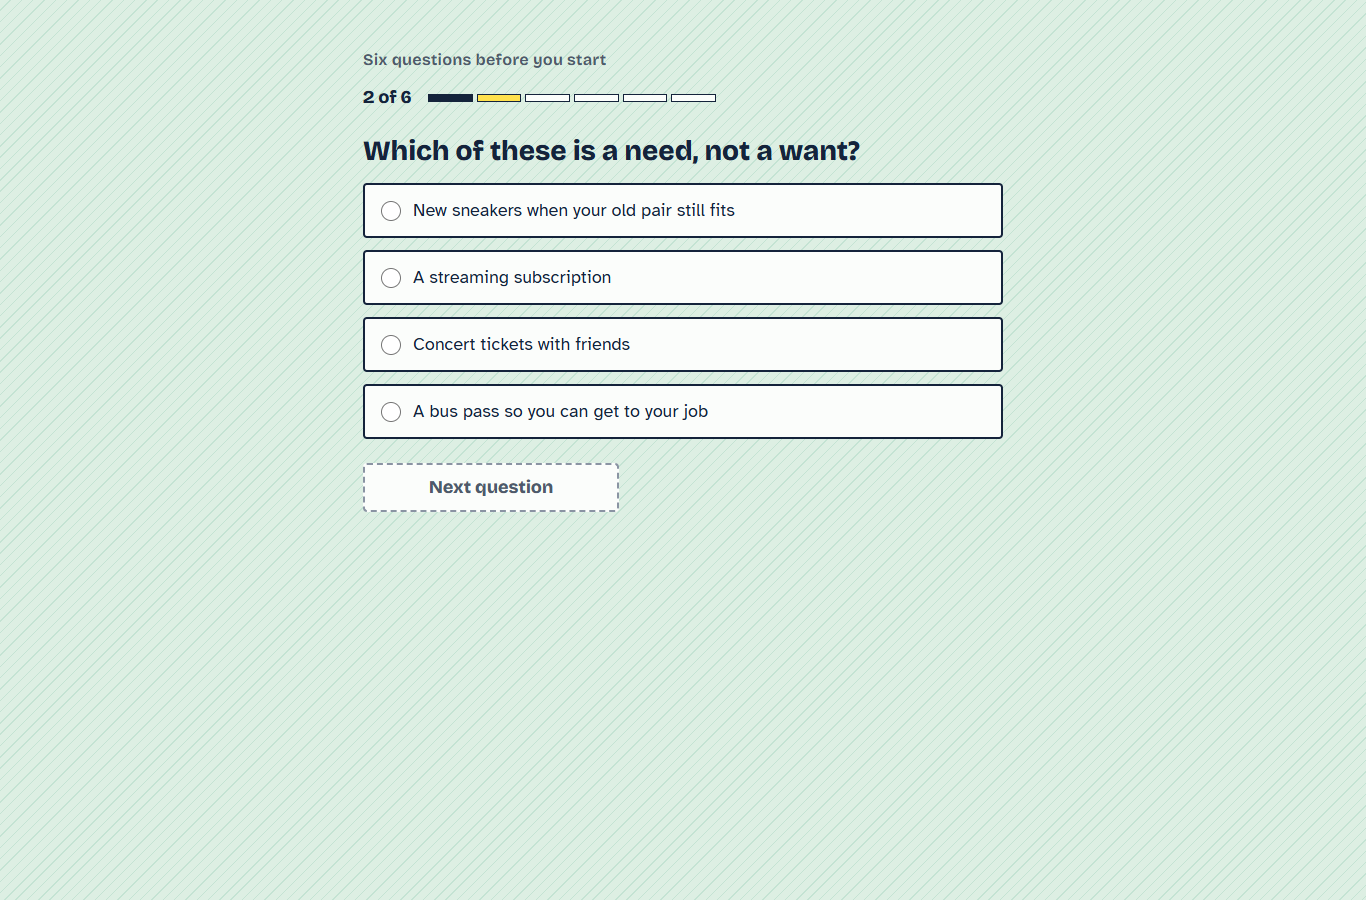 Six questions before you start
2 of 6
Which of these is a need, not a want?
New sneakers when your old pair still fits
A streaming subscription
Concert tickets with friends
A bus pass so you can get to your job
Next question